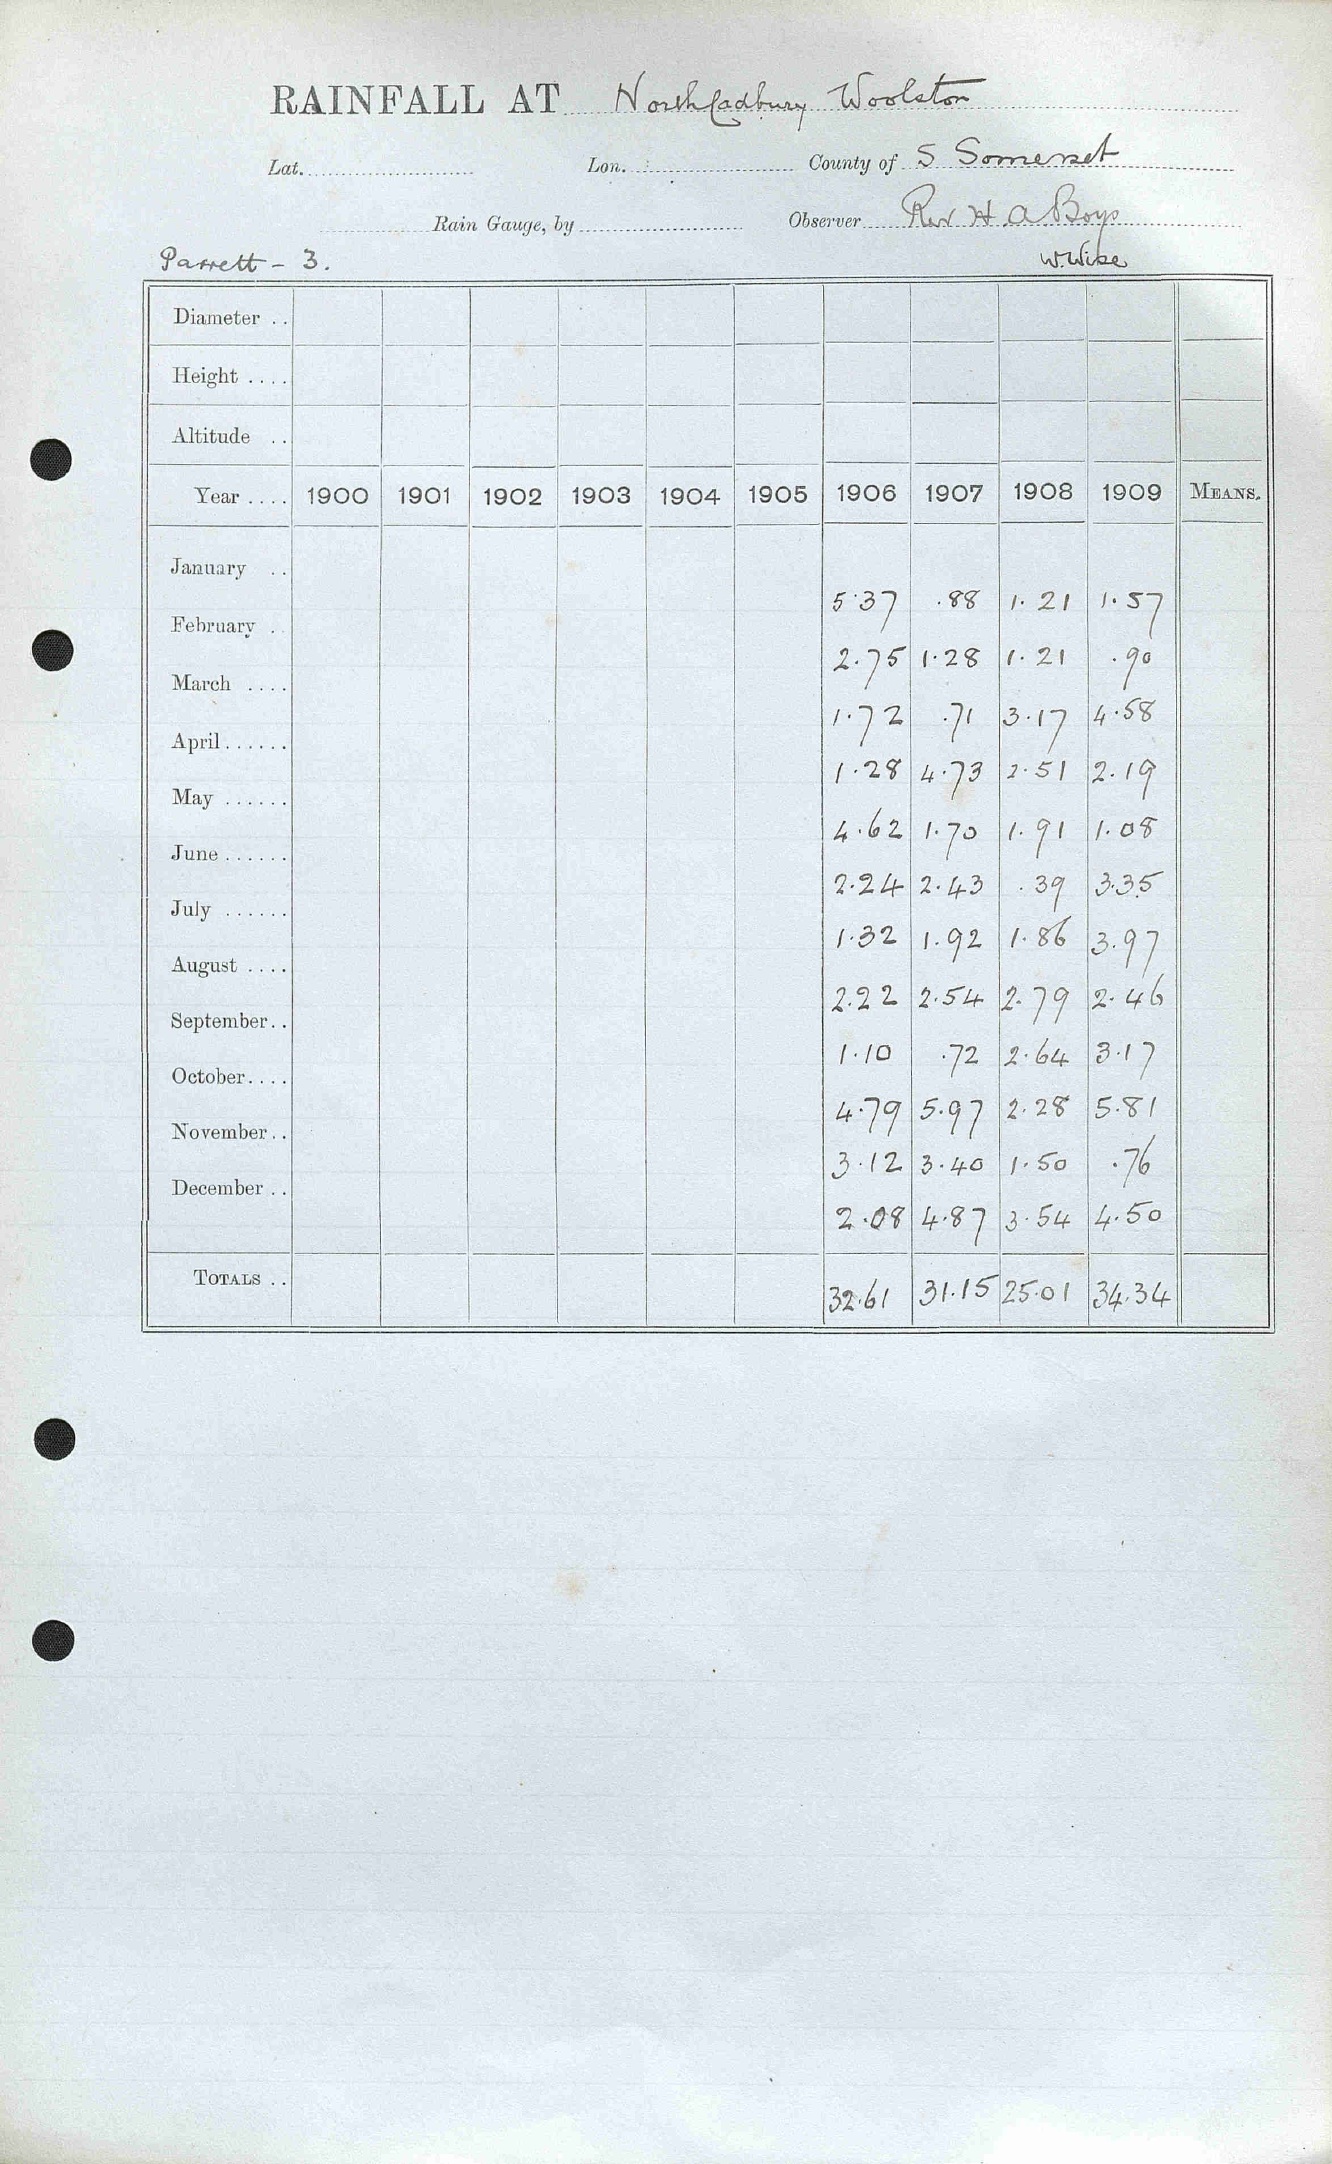 RAINFALL AT North Cadbury Woolston
Lat. Lon. County of S Somerset
Rain Gauge, by Observer Rev H A Boys
Parrett - 3. W. Wise
Diameter ..
Height ....
Altitude ..
Year .... 1900 1901 1902 1903 1904 1905 1906 1907 1908 1909 MEANS.
January .. 5.37 .88 1.21 1.57
February .. 2.75 1.28 1.21 .90
March .... 1.72 .71 3.17 4.58
April ...... 1.28 4.73 2.51 2.19
May ...... 4.62 1.70 1.91 1.08
June ...... 2.24 2.43 .39 3.35
July ...... 1.32 1.92 1.86 3.97
August .... 2.22 2.54 2.79 2.46
September.. 1.10 .72 2.64 3.17
October.... 4.79 5.97 2.28 5.81
November.. 3.12 3.40 1.50 .76
December .. 2.08 4.87 3.54 4.50
TOTALS .. 32.61 31.15 25.01 34.34